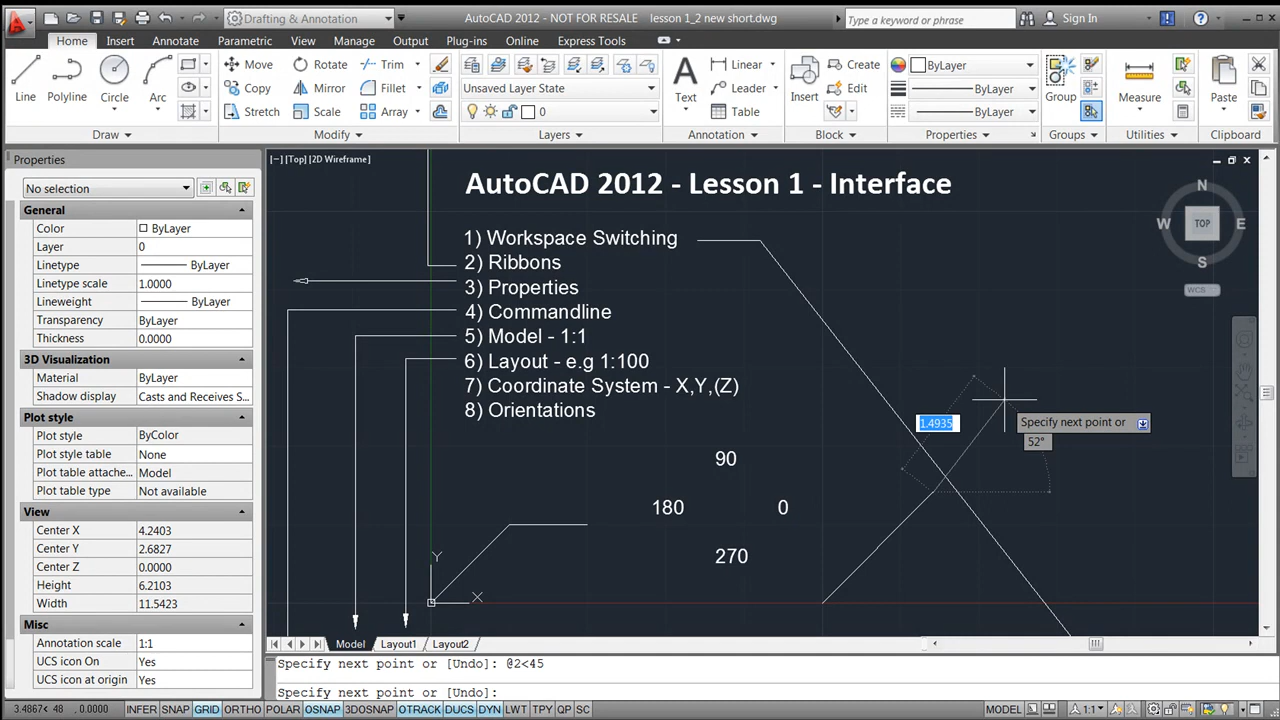 Drafting & Annotation
AutoCAD 2012 - NOT FOR RESALE lesson 1_2 new short.dwg
Type a keyword or phrase
Sign In
Home Insert Annotate Parametric View Manage Output Plug-ins Online Express Tools
Line Polyline Circle Arc
Move Rotate Trim
Copy Mirror Fillet
Stretch Scale Array
Unsaved Layer State
0
Text
Linear
Leader
Table
Insert
Create
Edit
ByLayer
ByLayer
ByLayer
Group
Measure
Paste
Draw Modify Layers Annotation Block Properties Groups Utilities Clipboard
Properties
No selection
General
Color ByLayer
Layer 0
Linetype ByLayer
Linetype scale 1.0000
Lineweight ByLayer
Transparency ByLayer
Thickness 0.0000
3D Visualization
Material ByLayer
Shadow display Casts and Receives S...
Plot style
Plot style ByColor
Plot style table None
Plot table attache... Model
Plot table type Not available
View
Center X 4.2403
Center Y 2.6827
Center Z 0.0000
Height 6.2103
Width 11.5423
Misc
Annotation scale 1:1
UCS icon On Yes
UCS icon at origin Yes
[−] [Top] [2D Wireframe]
AutoCAD 2012 - Lesson 1 - Interface
1) Workspace Switching
2) Ribbons
3) Properties
4) Commandline
5) Model - 1:1
6) Layout - e.g 1:100
7) Coordinate System - X,Y,(Z)
8) Orientations
90
180 0
270
Y
X
N
W TOP E
S
WCS
1.4935
Specify next point or
52°
Model Layout1 Layout2
Specify next point or [Undo]: @2<45
Specify next point or [Undo]:
3.4867< 48 , 0.0000
INFER SNAP GRID ORTHO POLAR OSNAP 3DOSNAP OTRACK DUCS DYN LWT TPY QP SC
MODEL
1:1